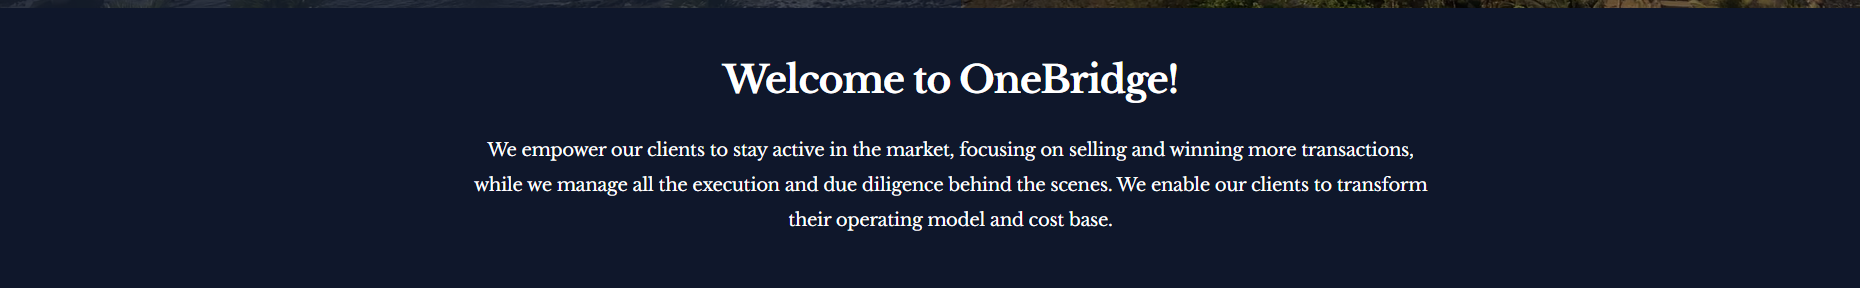 Welcome to OneBridge!
We empower our clients to stay active in the market, focusing on selling and winning more transactions,
while we manage all the execution and due diligence behind the scenes. We enable our clients to transform
their operating model and cost base.